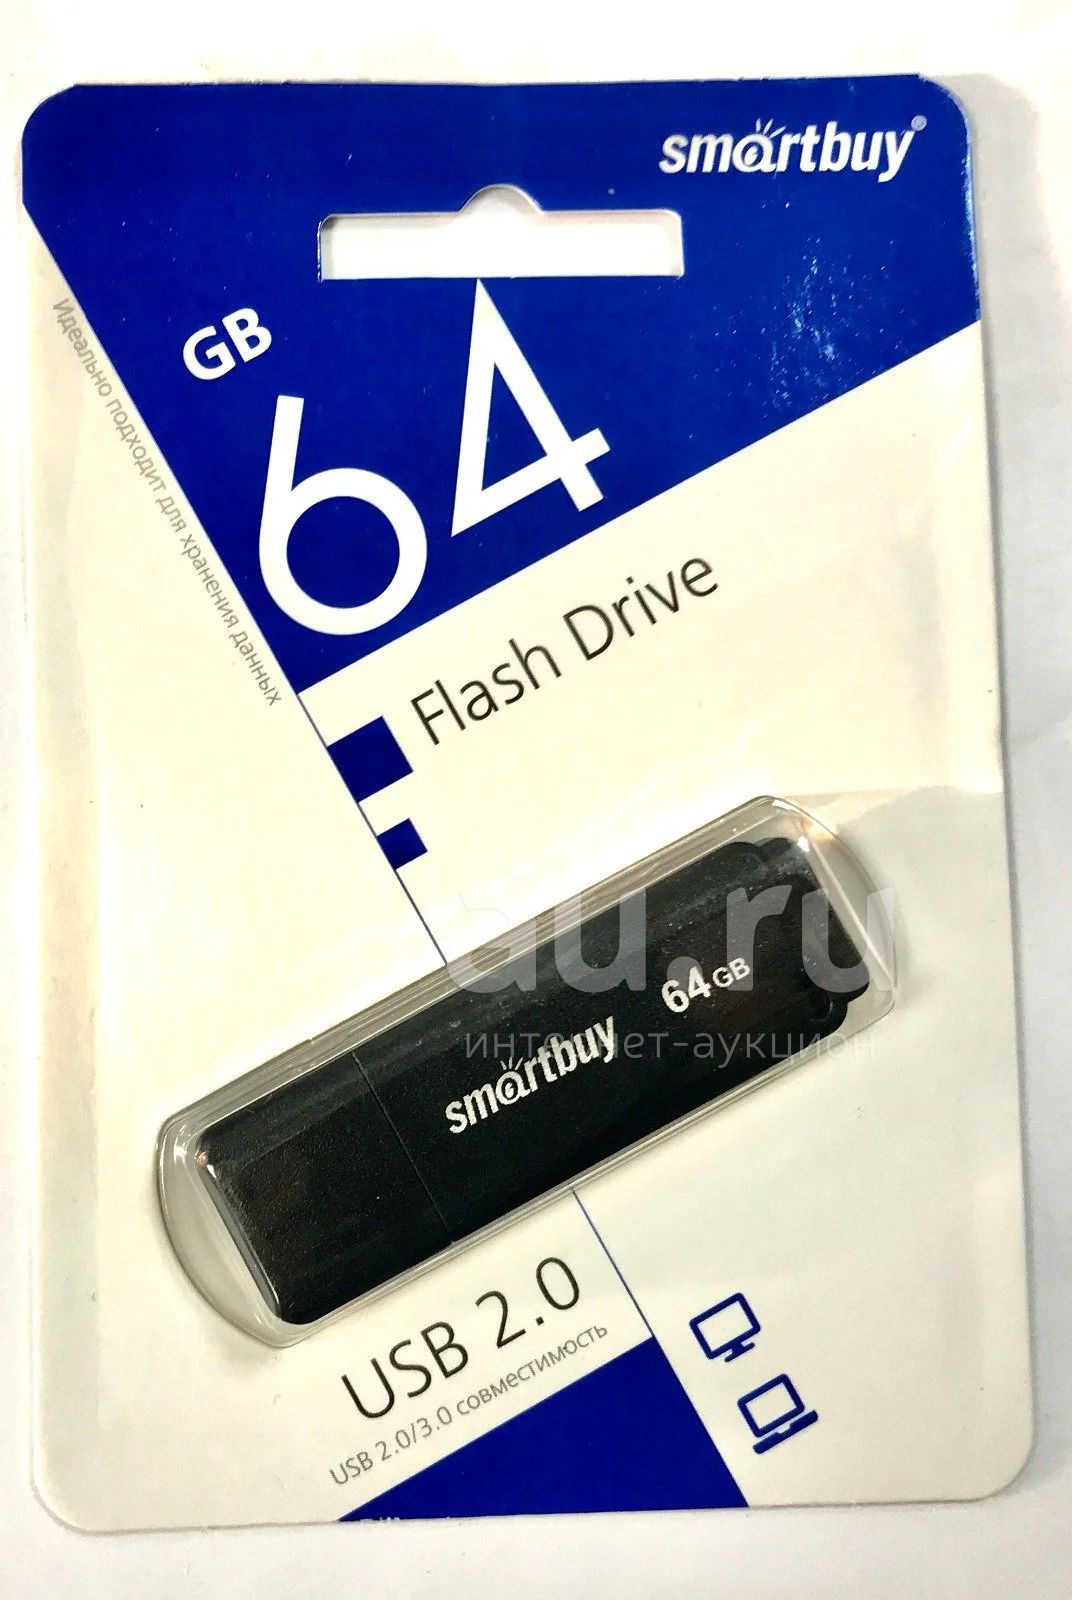 smartbuy®
GB
64
Идеально подходит для хранения данных
Flash Drive
au.ru
64GB
интернет-аукцион
smartbuy
USB 2.0
USB 2.0/3.0 совместимость